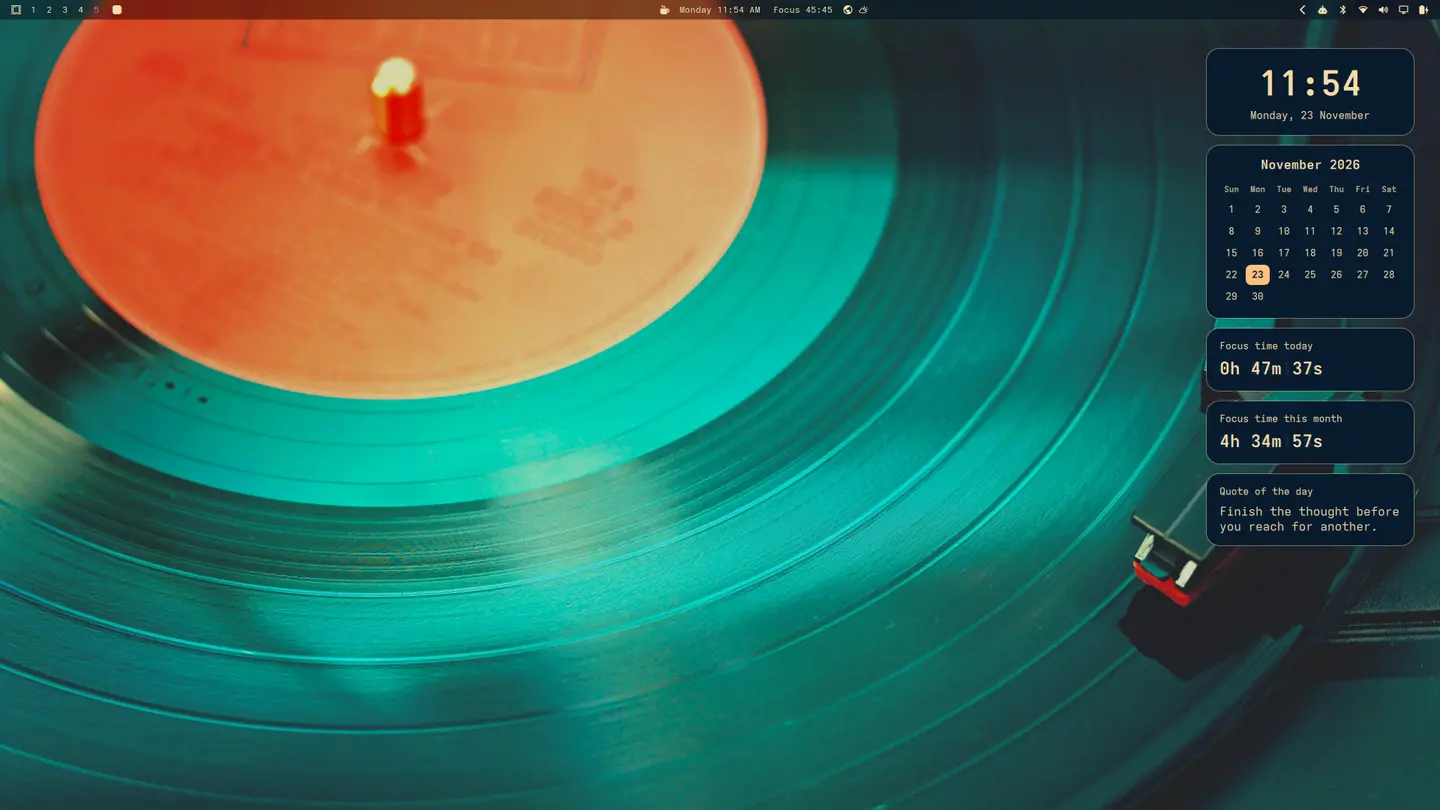 1 2 3 4 5
Monday 11:54 AM Focus 45:45
11:54
Monday, 23 November
November 2026
Sun Mon Tue Wed Thu Fri Sat
1 2 3 4 5 6 7
8 9 10 11 12 13 14
15 16 17 18 19 20 21
22 23 24 25 26 27 28
29 30
Focus time today
0h 47m 37s
Focus time this month
4h 34m 57s
Quote of the day
Finish the thought before
you reach for another.